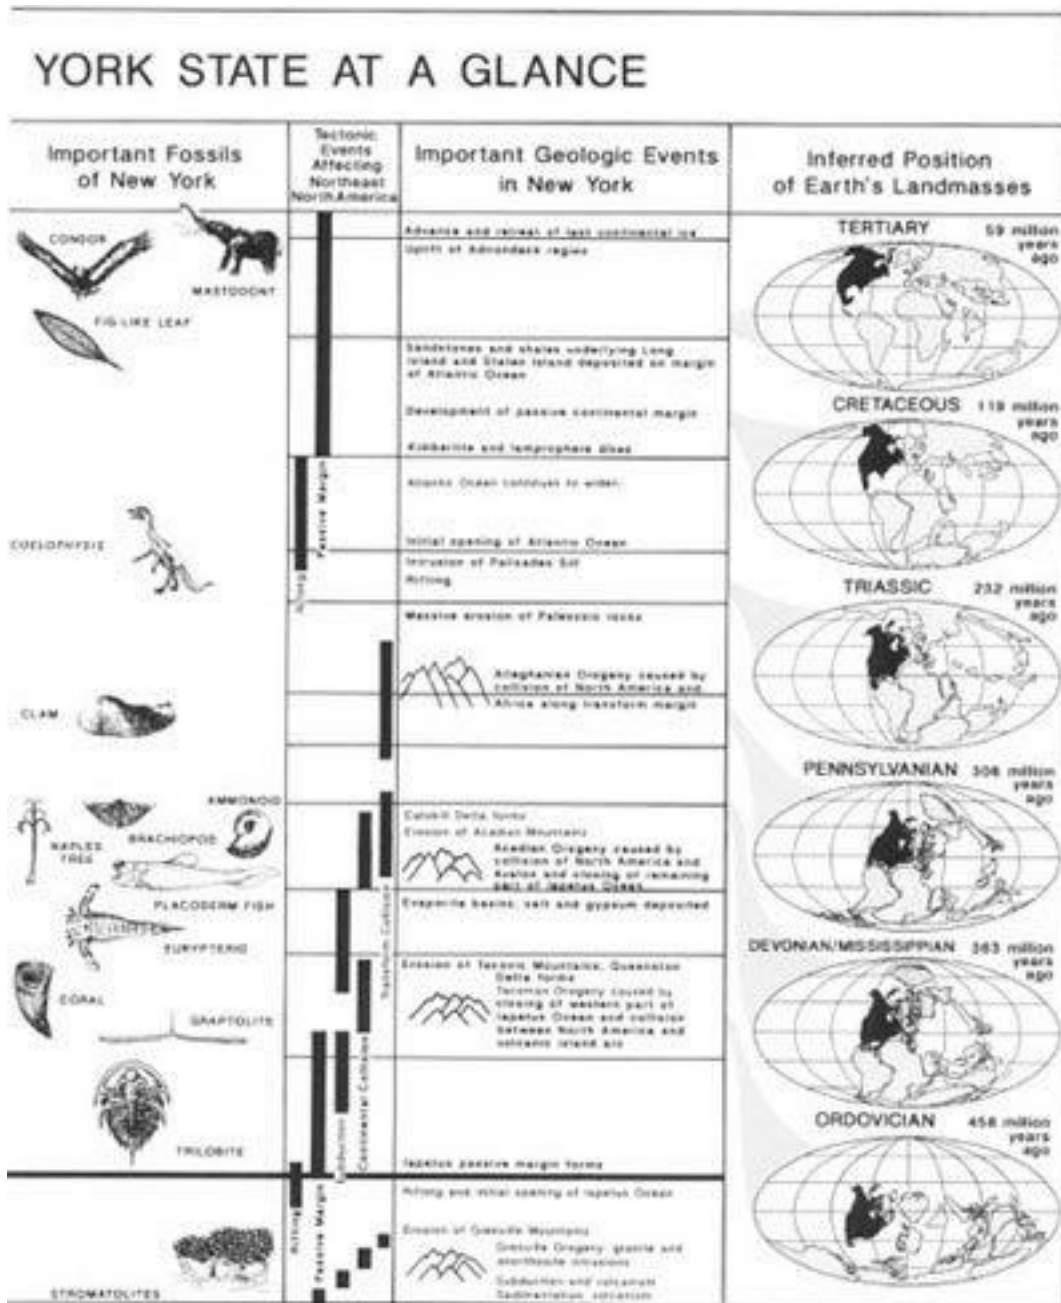 YORK STATE AT A GLANCE
Important Fossils
of New York
CONDOR
MASTODONT
FIG-LIKE LEAF
COELOPHYSIS
CLAM
AMMONOID
BRACHIOPOD
NAPLES
TREE
PLACODERM FISH
EURYPTERID
CORAL
GRAPTOLITE
TRILOBITE
STROMATOLITES
Tectonic
Events
Affecting
Northeast
North America
Passive Margin
Rifting
Transform Collision
Continental Collision
Subduction
Rifting
Passive Margin
Important Geologic Events
in New York
Advance and retreat of last continental ice
Uplift of Adirondack region
Sandstones and shales underlying Long
Island and Staten Island deposited on margin
of Atlantic Ocean
Development of passive continental margin
Kimberlite and lamprophere dikes
Atlantic Ocean continues to widen
Initial opening of Atlantic Ocean
Intrusion of Palisades Sill
Rifting
Massive erosion of Paleozoic rocks
Alleghanian Orogeny caused by
collision of North America and
Africa along transform margin
Catskill Delta forms
Erosion of Acadian Mountains
Acadian Orogeny caused by
collision of North America and
Avalon and closing of remaining
part of Iapetus Ocean
Evaporite basins; salt and gypsum deposited
Erosion of Taconic Mountains, Queenston
Delta forms
Taconian Orogeny caused by
closing of western part of
Iapetus Ocean and collision
between North America and
volcanic island arc
Iapetus passive margin forms
Rifting and initial opening of Iapetus Ocean
Erosion of Grenville Mountains
Grenville Orogeny: granite and
anorthosite intrusions
Subduction and volcanism
Sedimentation, volcanism
Inferred Position
of Earth's Landmasses
TERTIARY 59 million
years
ago
CRETACEOUS 119 million
years
ago
TRIASSIC 232 million
years
ago
PENNSYLVANIAN 306 million
years
ago
DEVONIAN/MISSISSIPPIAN 363 million
years
ago
ORDOVICIAN 458 million
years
ago